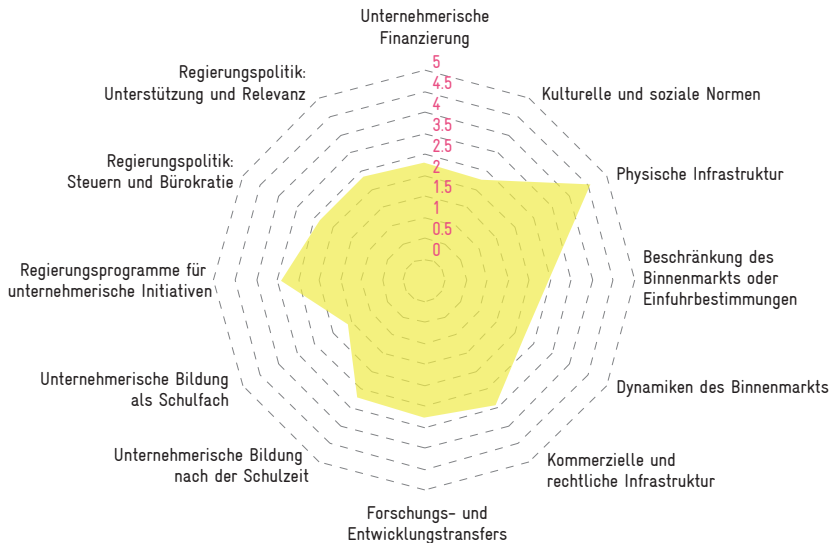 Unternehmerische
Finanzierung
Kulturelle und soziale Normen
Physische Infrastruktur
Beschränkung des
Binnenmarkts oder
Einfuhrbestimmungen
Dynamiken des Binnenmarkts
Kommerzielle und
rechtliche Infrastruktur
Forschungs- und
Entwicklungstransfers
Unternehmerische Bildung
nach der Schulzeit
Unternehmerische Bildung
als Schulfach
Regierungsprogramme für
unternehmerische Initiativen
Regierungspolitik:
Steuern und Bürokratie
Regierungspolitik:
Unterstützung und Relevanz
5
4.5
4
3.5
2.5
2
1.5
1
0.5
0